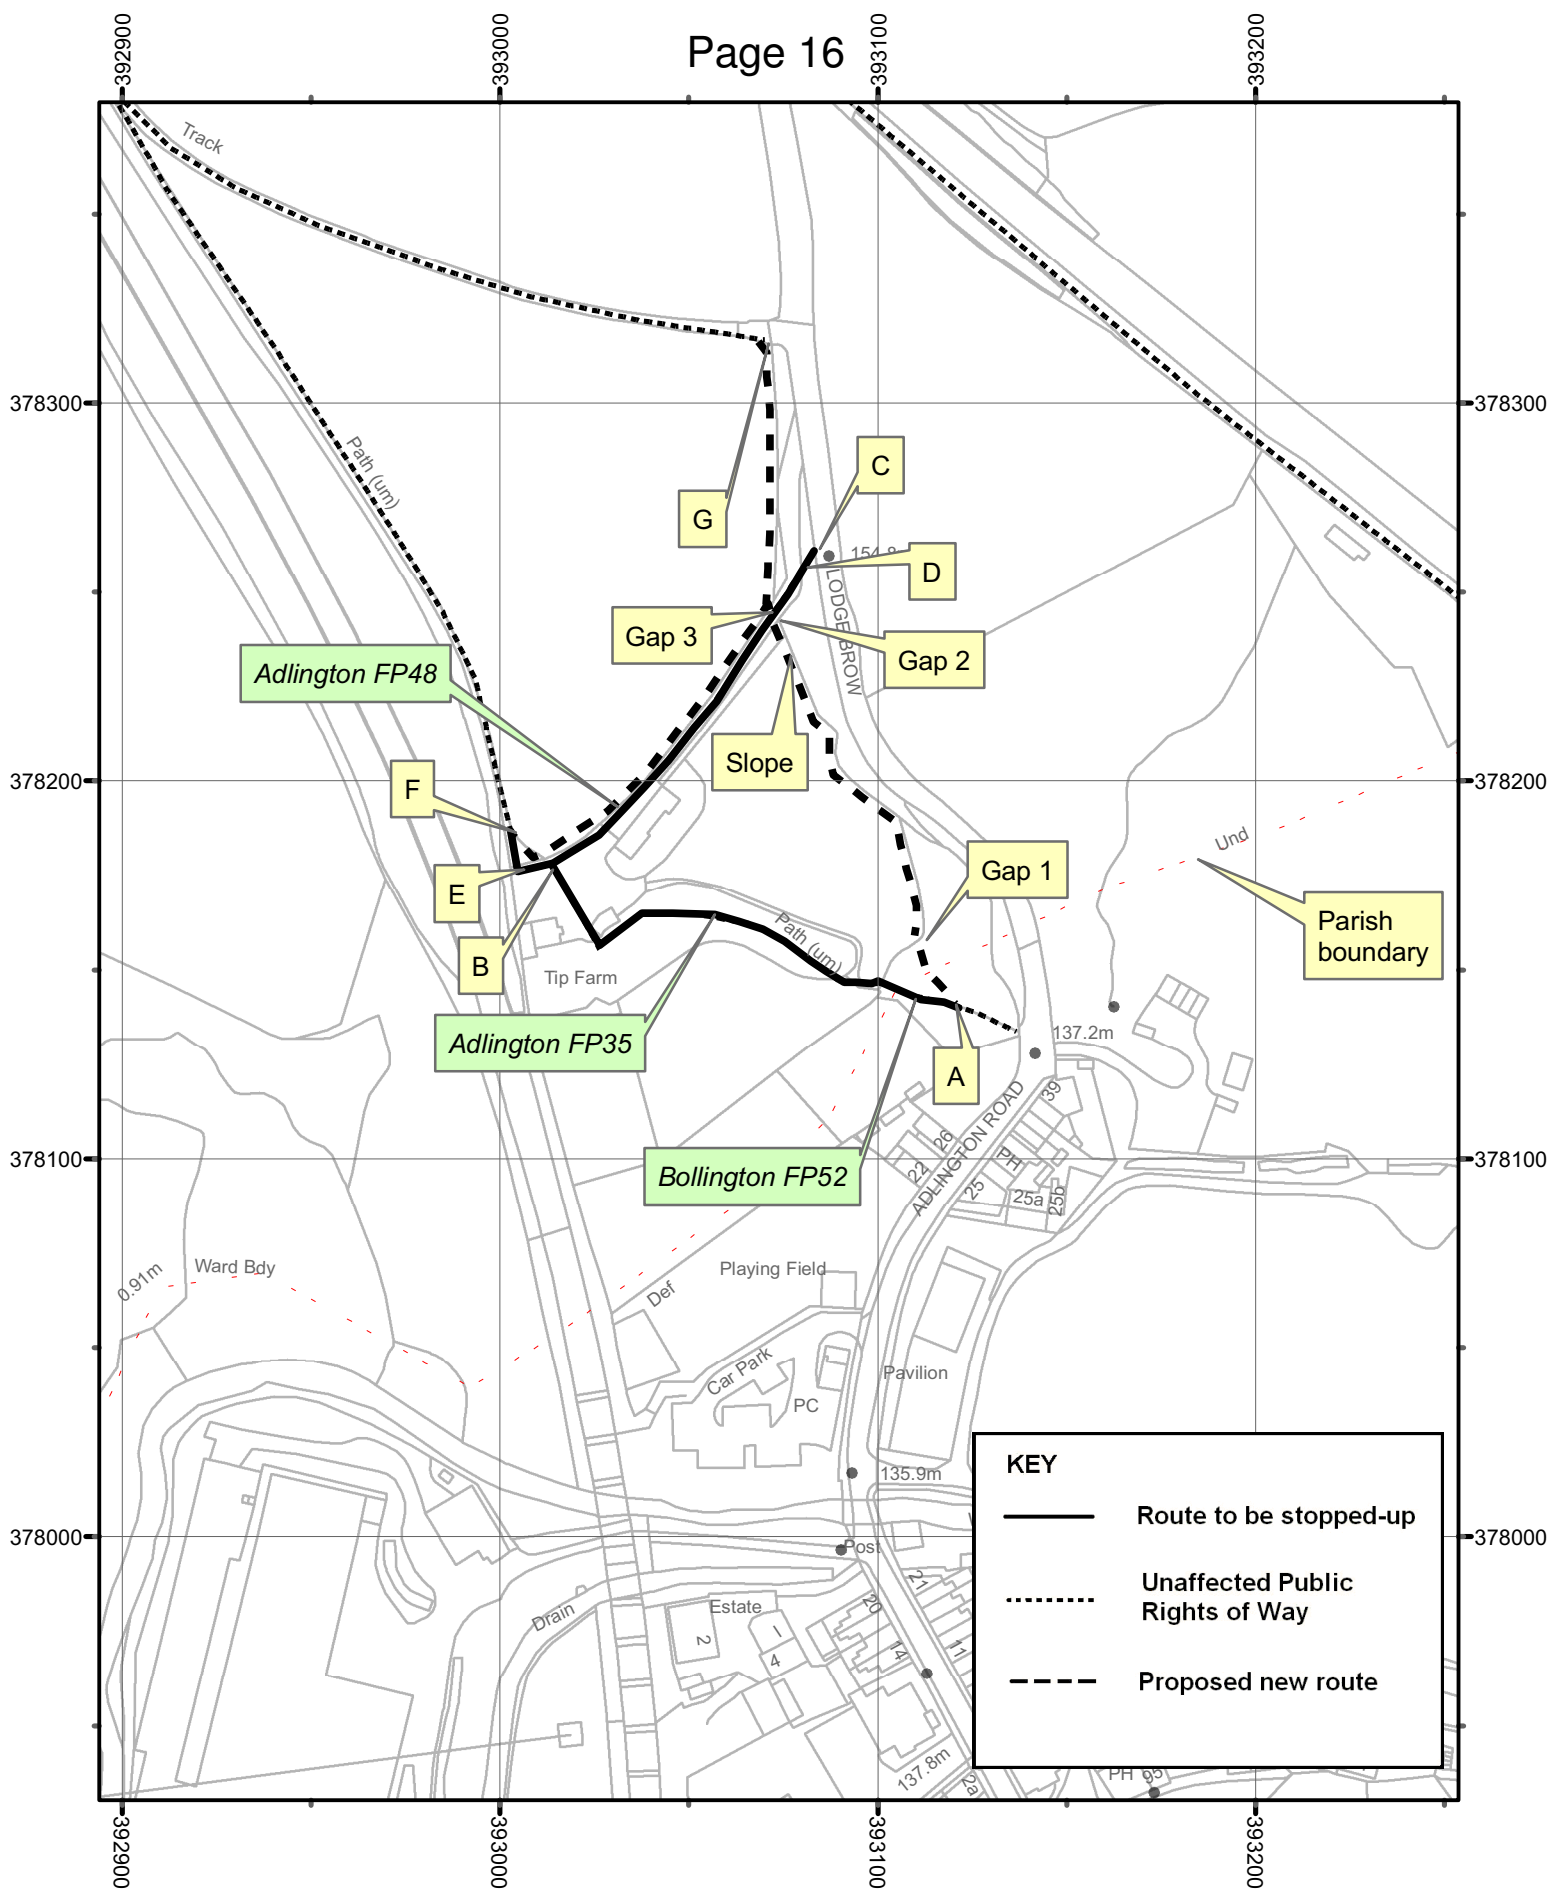 Page 16
392900
393000
393100
393200
Track
378300
378300
Path (um)
C
G
D
LODGE BROW
Gap 3
Gap 2
Adlington FP48
Slope
F
378200
378200
Und
Gap 1
E
Parish
boundary
B
Path (um)
Tip Farm
Adlington FP35
137.2m
A
39
ADLINGTON ROAD
26
22
PH
25
25a
25b
378100
378100
Bollington FP52
Ward Bdy
0.91m
Playing Field
Def
Car Park
Pavilion
PC
135.9m
KEY
Route to be stopped-up
Unaffected Public
Rights of Way
Proposed new route
378000
378000
Post
21
20
Drain
Estate
2
4
14
11
137.8m
2a
PH
95
392900
393000
393100
393200